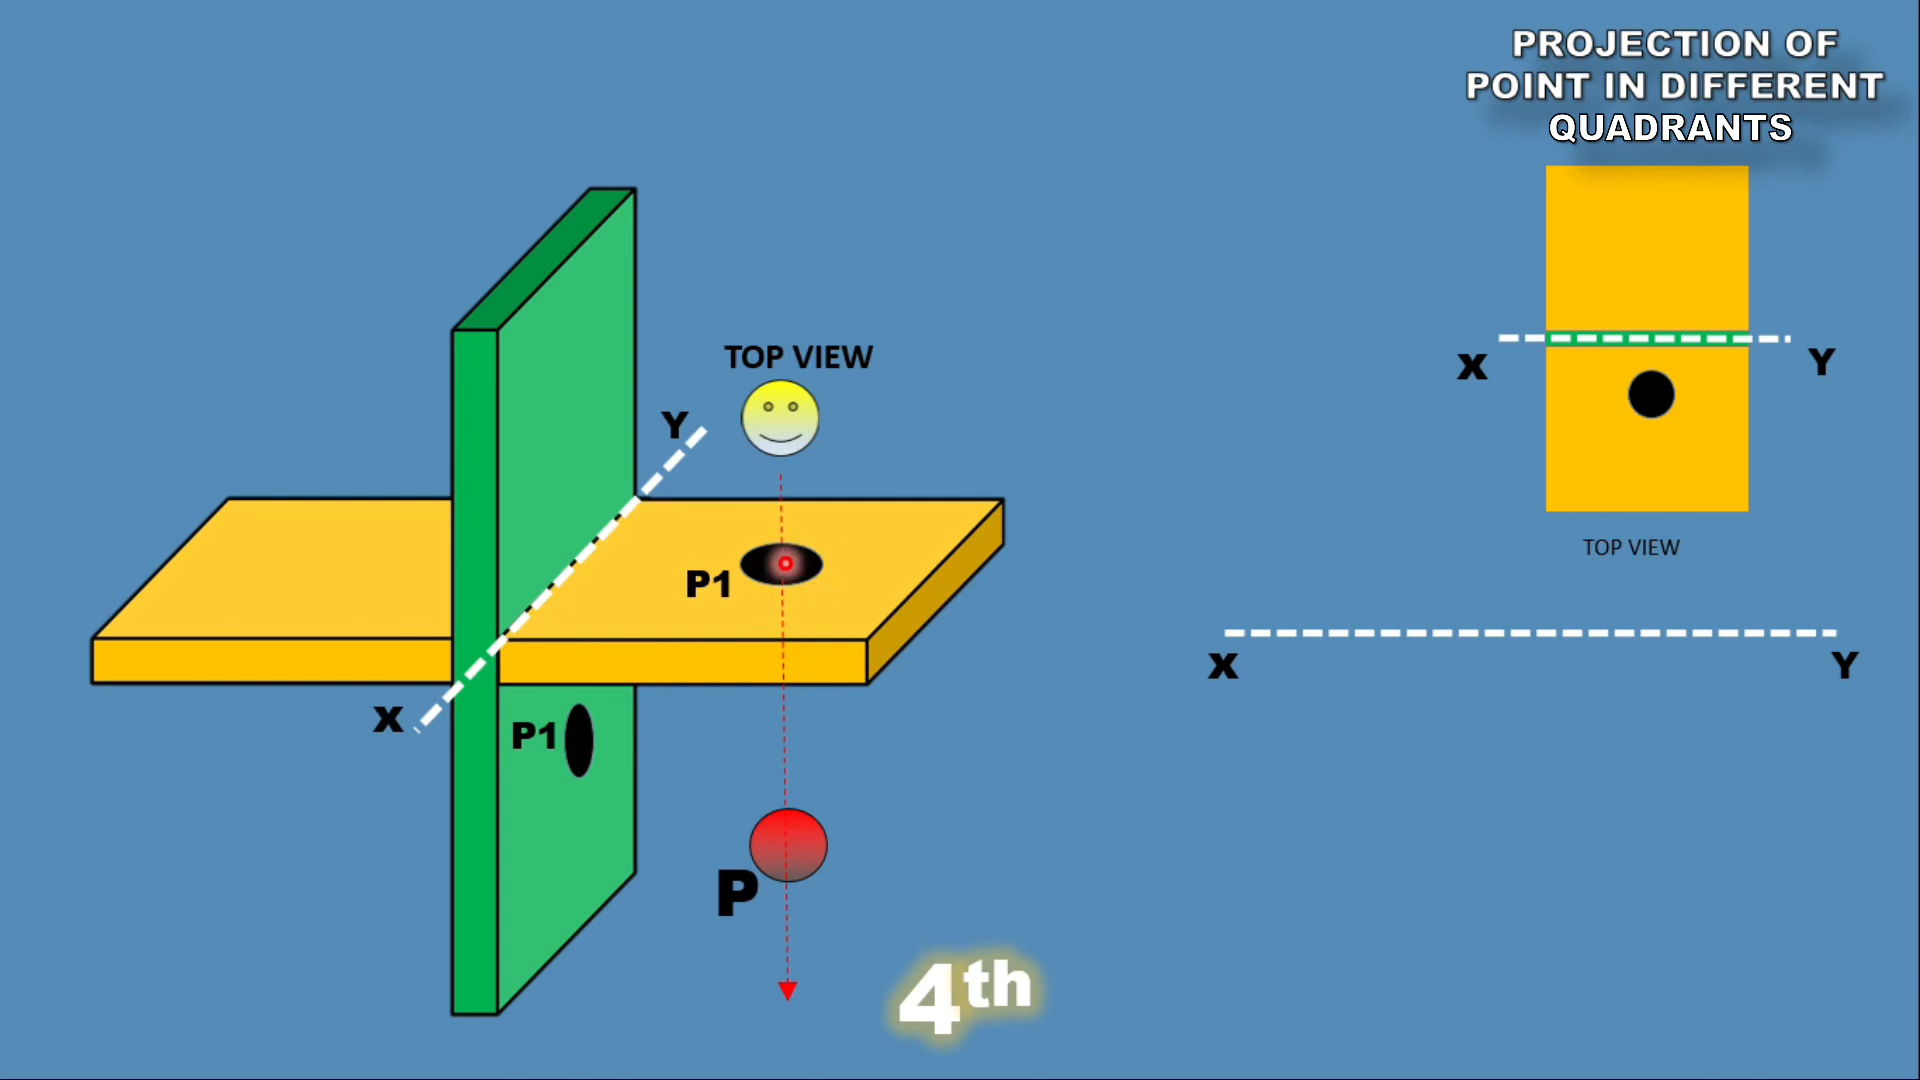 PROJECTION OF
POINT IN DIFFERENT
QUADRANTS
TOP VIEW
Y
X
Y
P1
TOP VIEW
X
P1
X
Y
P
4th